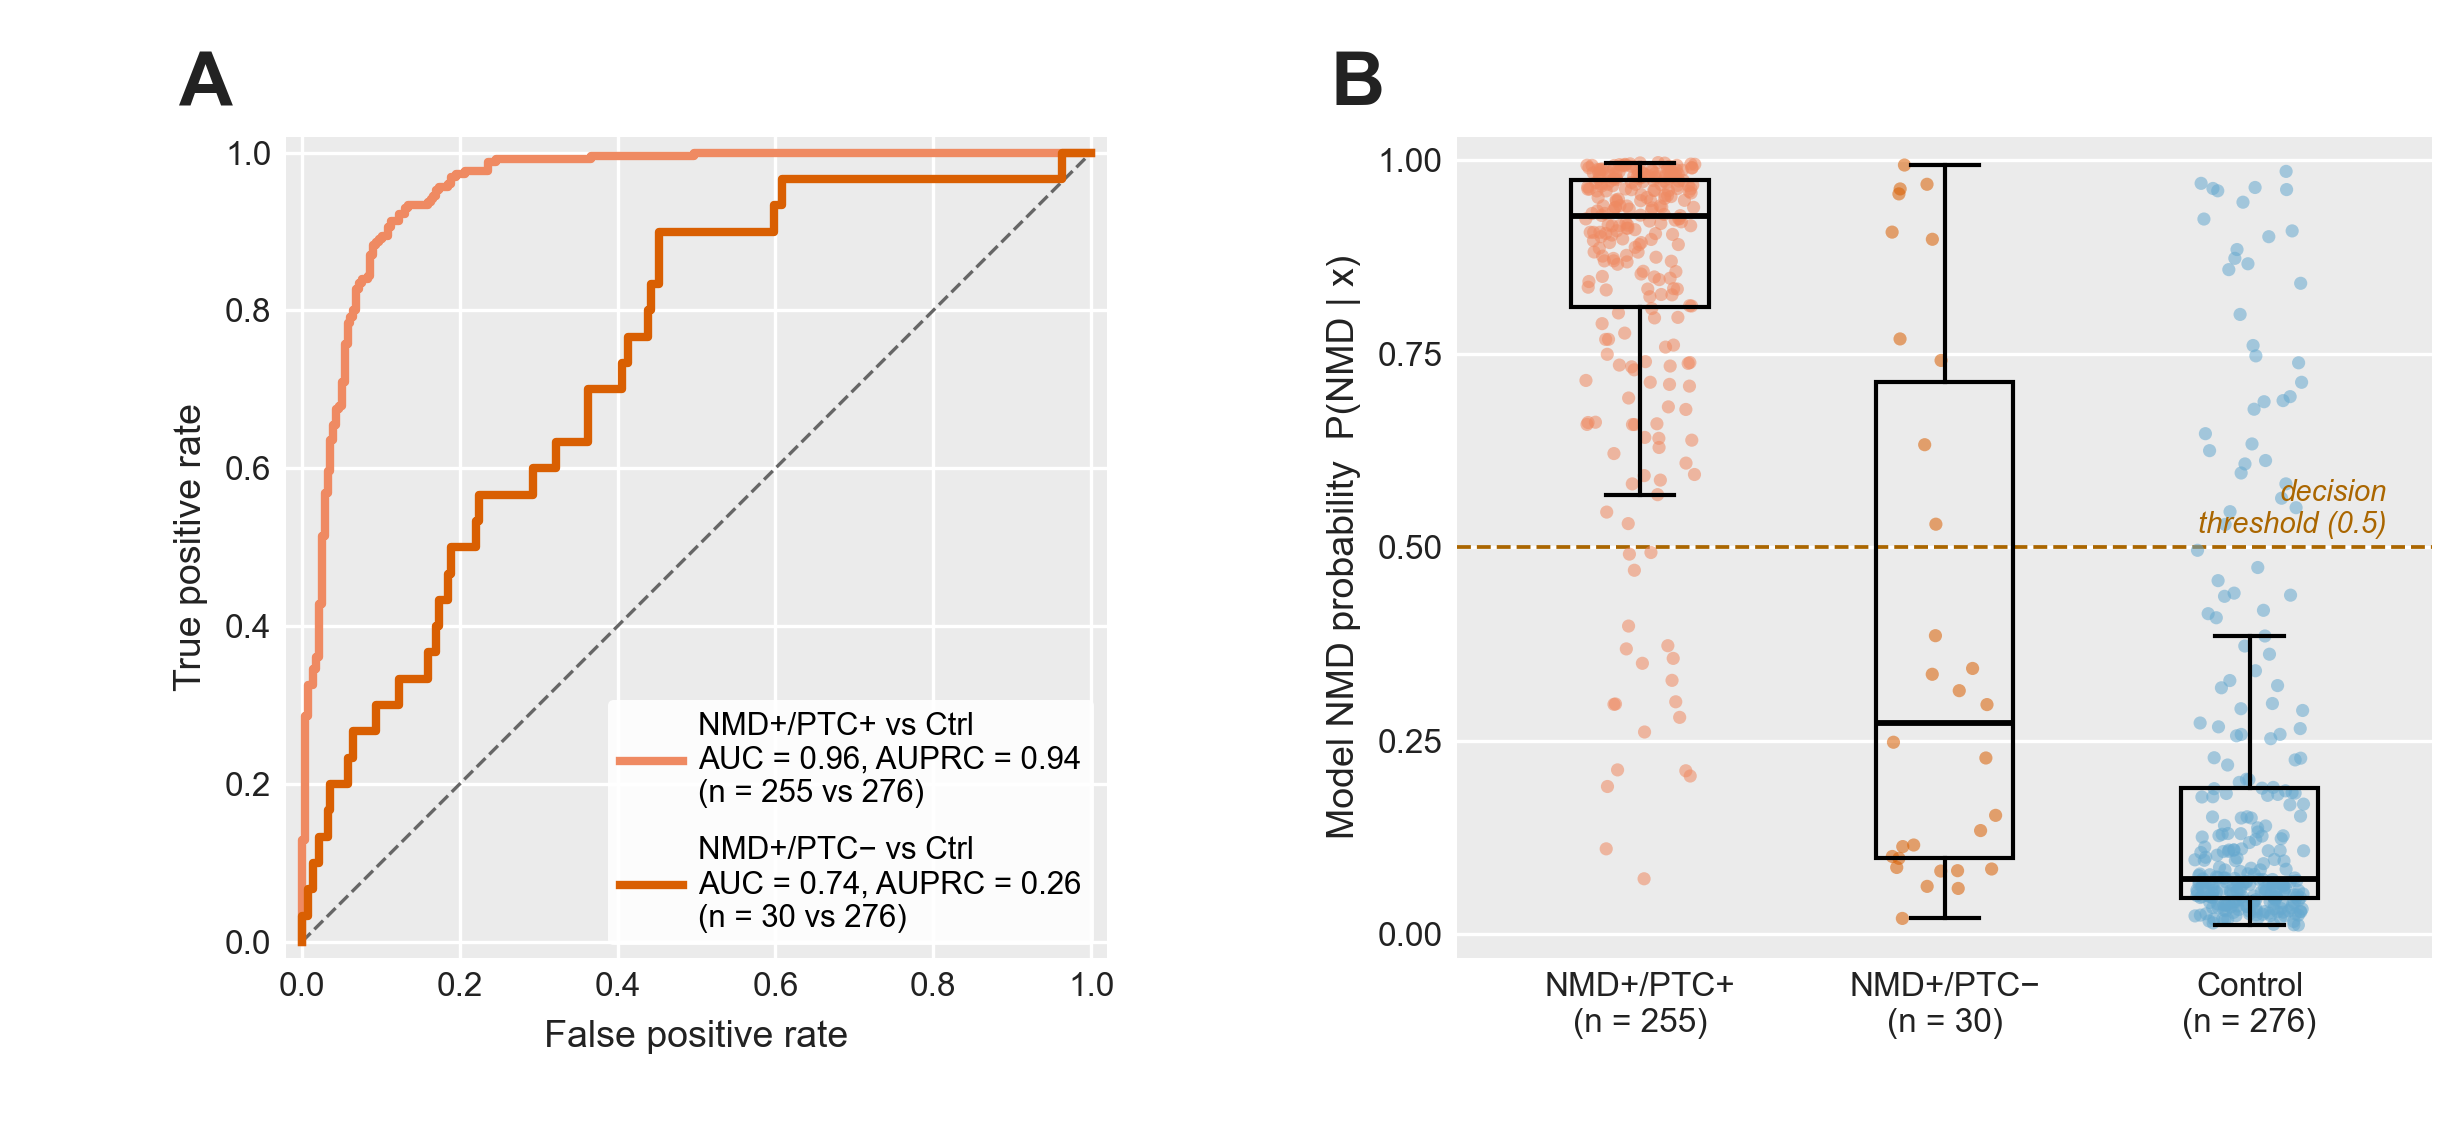 A
True positive rate
1.0
0.8
0.6
0.4
0.2
0.0
0.0
0.2
0.4
0.6
0.8
1.0
False positive rate
NMD+/PTC+ vs Ctrl
AUC = 0.96, AUPRC = 0.94
(n = 255 vs 276)
NMD+/PTC− vs Ctrl
AUC = 0.74, AUPRC = 0.26
(n = 30 vs 276)
B
Model NMD probability P(NMD | x)
1.00
0.75
0.50
0.25
0.00
decision
threshold (0.5)
NMD+/PTC+
(n = 255)
NMD+/PTC−
(n = 30)
Control
(n = 276)